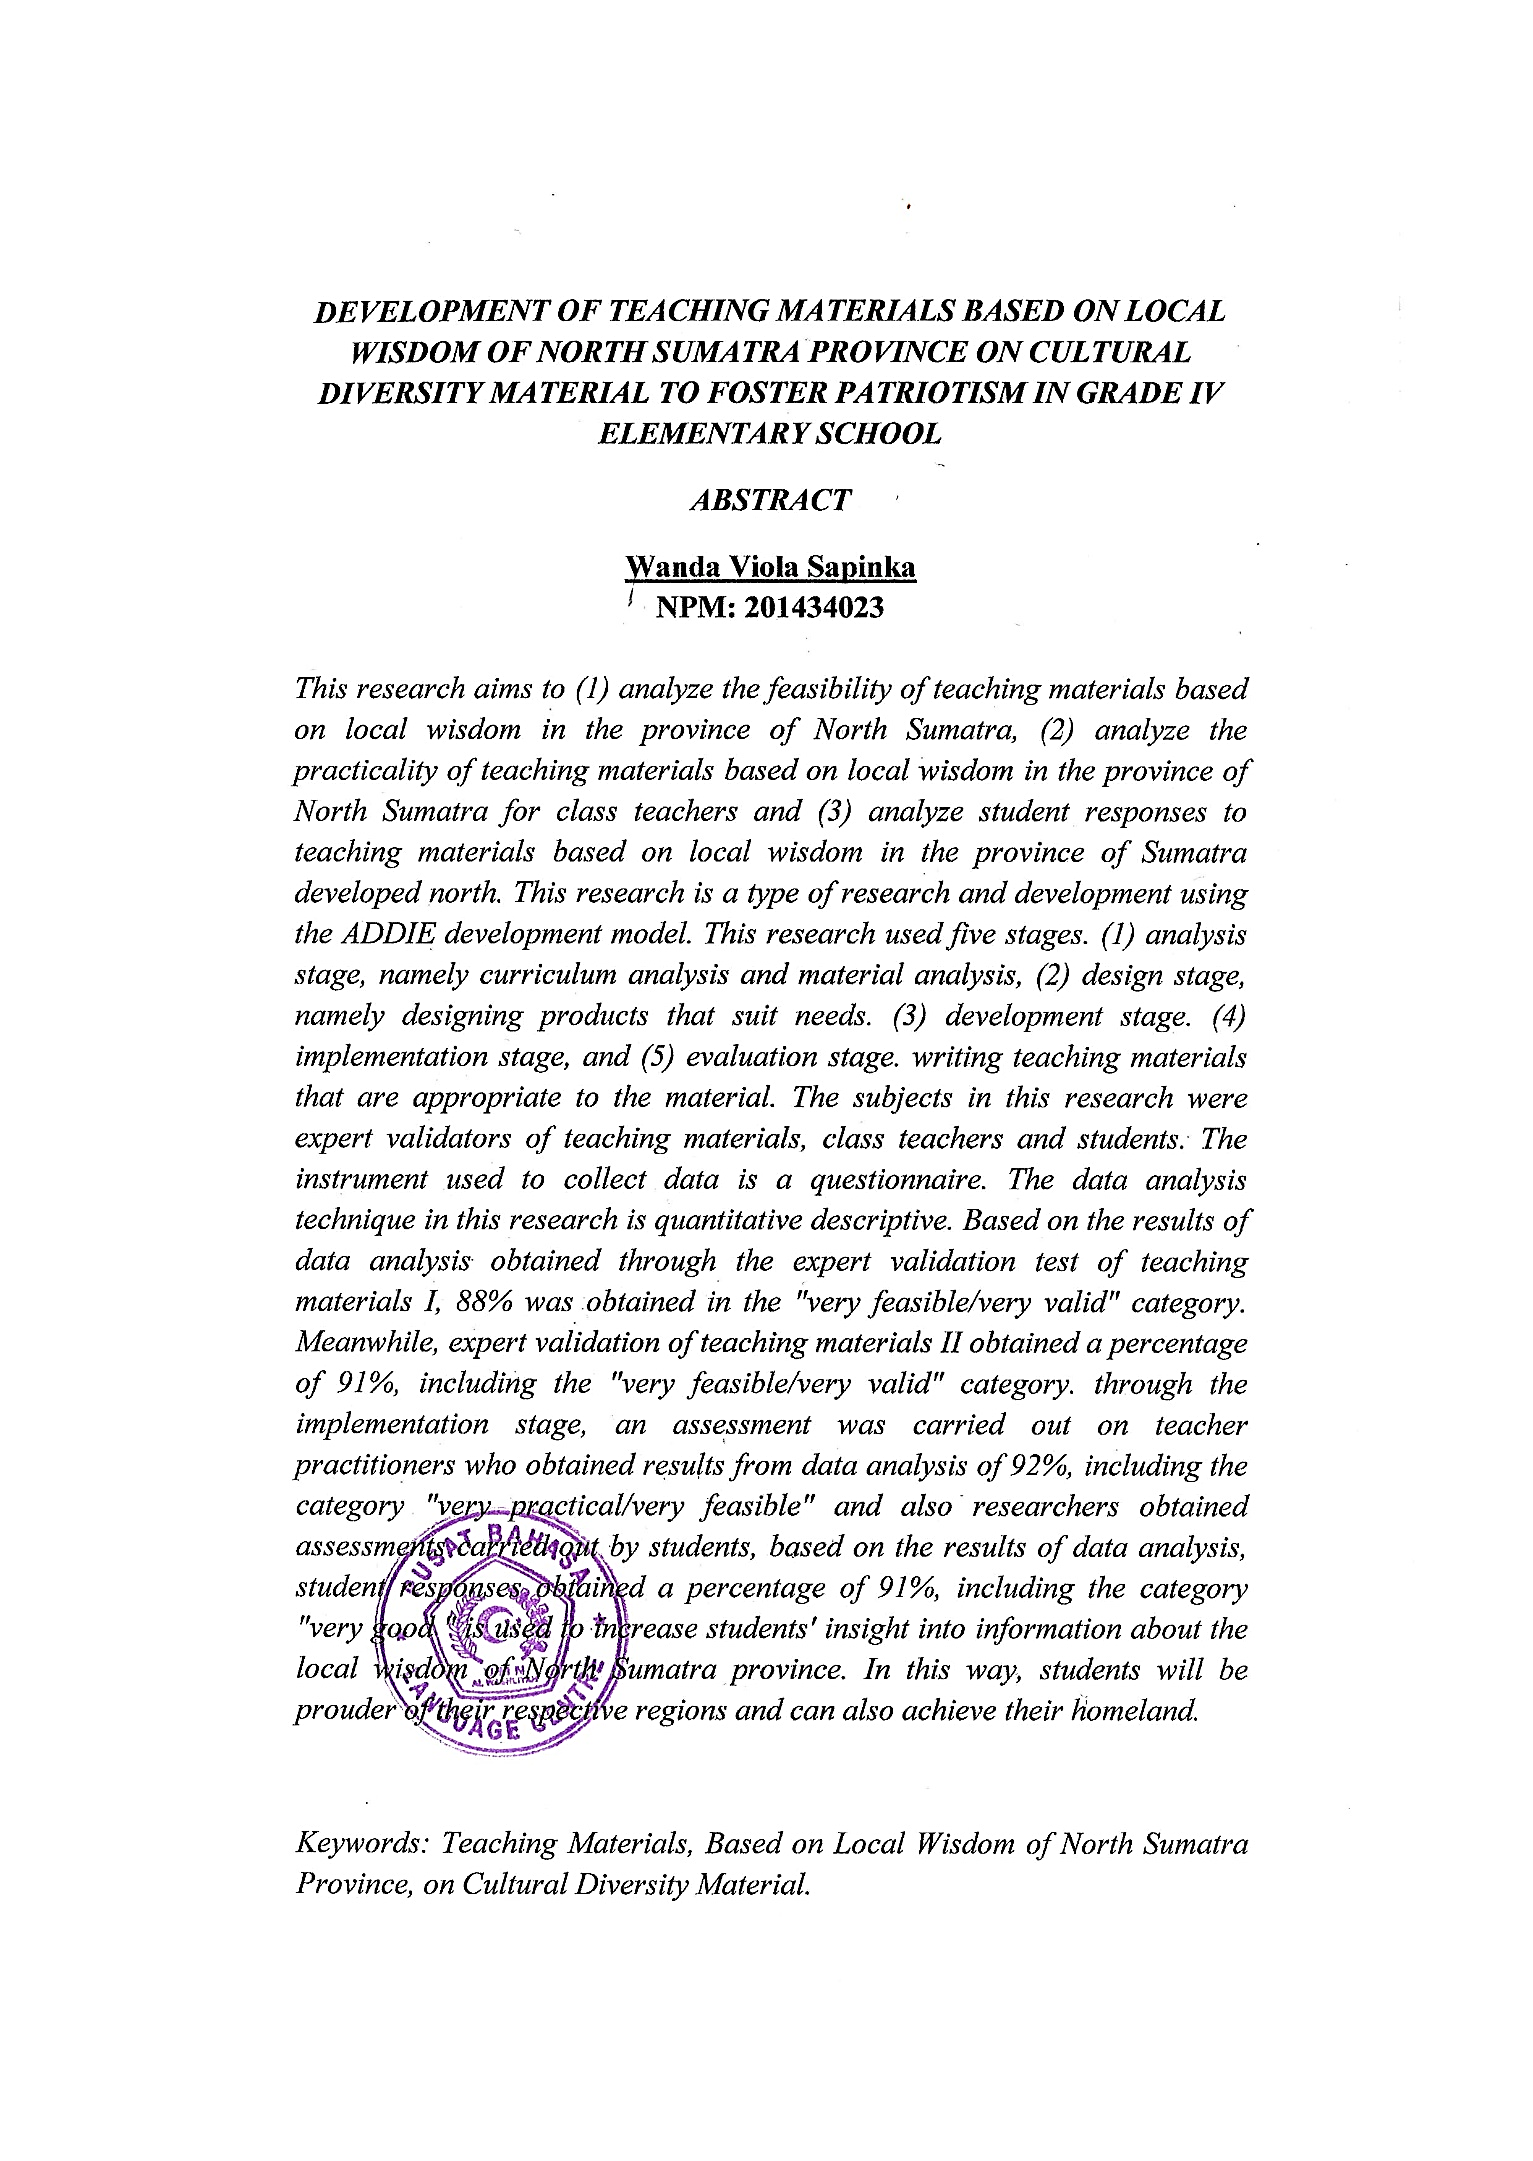 DEVELOPMENT OF TEACHING MATERIALS BASED ON LOCAL
WISDOM OF NORTH SUMATRA PROVINCE ON CULTURAL
DIVERSITY MATERIAL TO FOSTER PATRIOTISM IN GRADE IV
ELEMENTARY SCHOOL
ABSTRACT
Wanda Viola Sapinka
NPM: 201434023
This research aims to (1) analyze the feasibility of teaching materials based
on local wisdom in the province of North Sumatra, (2) analyze the
practicality of teaching materials based on local wisdom in the province of
North Sumatra for class teachers and (3) analyze student responses to
teaching materials based on local wisdom in the province of Sumatra
developed north. This research is a type of research and development using
the ADDIE development model. This research used five stages. (1) analysis
stage, namely curriculum analysis and material analysis, (2) design stage,
namely designing products that suit needs. (3) development stage. (4)
implementation stage, and (5) evaluation stage. writing teaching materials
that are appropriate to the material. The subjects in this research were
expert validators of teaching materials, class teachers and students. The
instrument used to collect data is a questionnaire. The data analysis
technique in this research is quantitative descriptive. Based on the results of
data analysis obtained through the expert validation test of teaching
materials I, 88% was obtained in the "very feasible/very valid" category.
Meanwhile, expert validation of teaching materials II obtained a percentage
of 91%, including the "very feasible/very valid" category. through the
implementation stage, an assessment was carried out on teacher
practitioners who obtained results from data analysis of 92%, including the
category "very practical/very feasible" and also researchers obtained
assessments carried out by students, based on the results of data analysis,
student responses obtained a percentage of 91%, including the category
"very good " is used to increase students' insight into information about the
local wisdom of North Sumatra province. In this way, students will be
prouder of their respective regions and can also achieve their homeland.
PUSAT BAHASA
LANGUAGE
Keywords: Teaching Materials, Based on Local Wisdom of North Sumatra
Province, on Cultural Diversity Material.